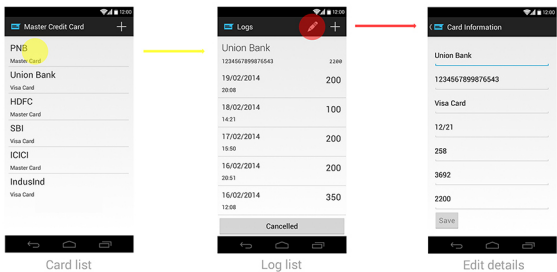 12:00
Master Credit Card
PNB
Master Card
Union Bank
Visa Card
HDFC
Master Card
SBI
Visa Card
ICICI
Master Card
IndusInd
Visa Card
Card list
12:00
Logs
Union Bank
1234567899876543 2200
19/02/2014
20:08 200
18/02/2014
14:21 100
17/02/2014
15:50 200
16/02/2014
20:51 200
16/02/2014
12:08 350
Cancelled
Log list
12:00
Card Information
Union Bank
1234567899876543
Visa Card
12/21
258
3692
2200
Save
Edit details